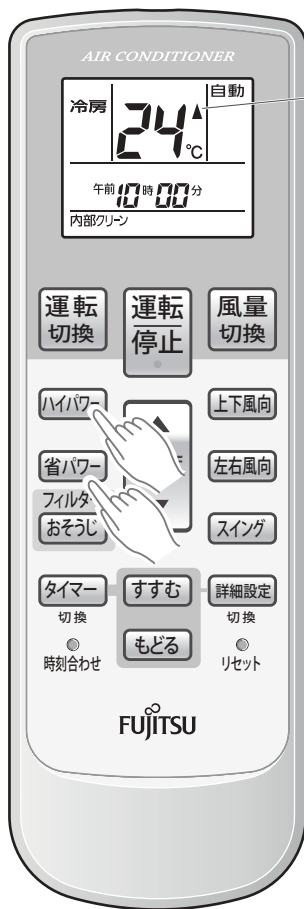 AIR CONDITIONER
冷房
24▲℃
自動
午前10時00分
内部クリーン
運転
切換
運転
停止
風量
切換
ハイパワー
上下風向
省パワー
左右風向
フィルター
おそうじ
スイング
タイマー
すすむ
詳細設定
切換
切換
時刻合わせ
もどる
リセット
FUJITSU